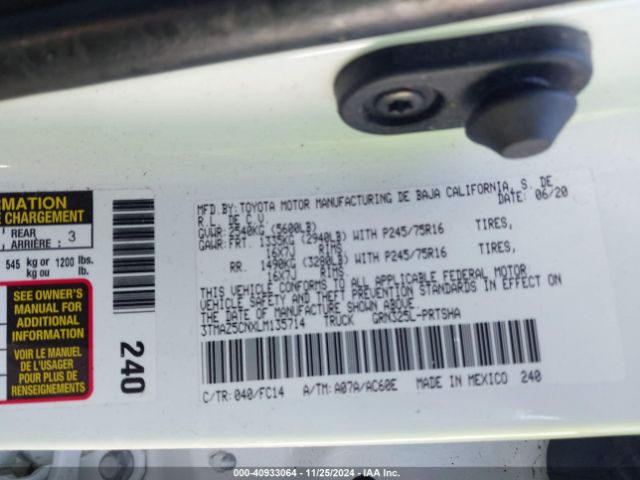 FORMATION
E CHARGEMENT
REAR
ARRIÈRE : 3
545 kg or 1200 lbs.
kg ou lb.
SEE OWNER'S
MANUAL FOR
ADDITIONAL
INFORMATION
VOIR LE MANUEL
DE L'USAGER
POUR PLUS DE
RENSEIGNEMENTS
240
MFD.BY: TOYOTA MOTOR MANUFACTURING DE BAJA CALIFORNIA, S. DE
R.L. DE C.V. DATE: 06/20
GVWR: 2540KG (5600LB)
GAWR: FRT. 1335KG (2940LB) WITH P245/75R16 TIRES,
16X7J RIMS
RR. 1490KG (3280LB) WITH P245/75R16 TIRES,
16X7J RIMS
THIS VEHICLE CONFORMS TO ALL APPLICABLE FEDERAL MOTOR
VEHICLE SAFETY AND THEFT PREVENTION STANDARDS IN EFFECT ON
THE DATE OF MANUFACTURE SHOWN ABOVE.
3TMAZ5CNXLM135714 TRUCK GRN325L-PRTSHA
C/TR: 040/FC14 A/TM: A07A/AC60E MADE IN MEXICO 240
STOCK #: 40933064 - 11/25/2024 - IAA Inc.